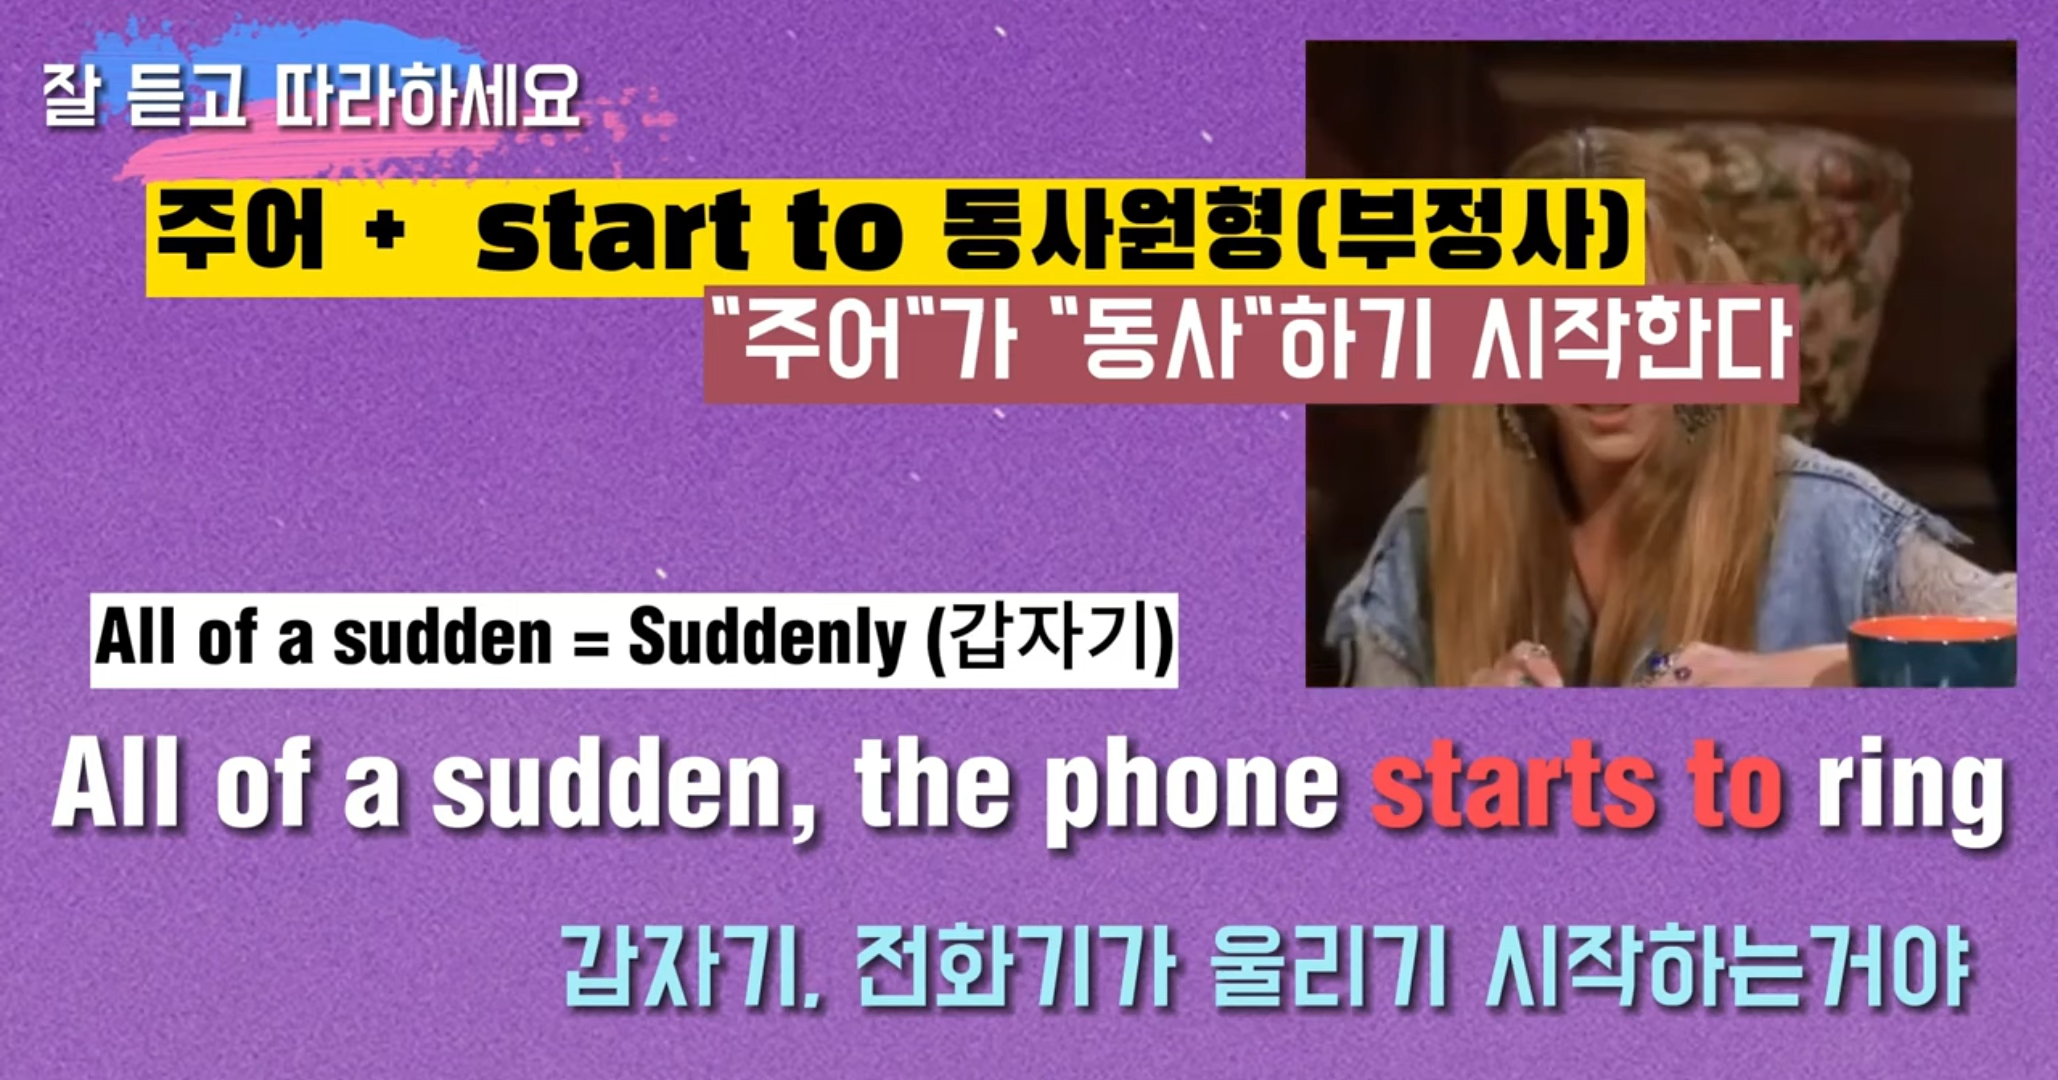 잘 듣고 따라하세요
주어 + start to 동사원형(부정사)
"주어"가 "동사"하기 시작한다
All of a sudden = Suddenly (갑자기)
All of a sudden, the phone starts to ring
갑자기, 전화기가 울리기 시작하는거야